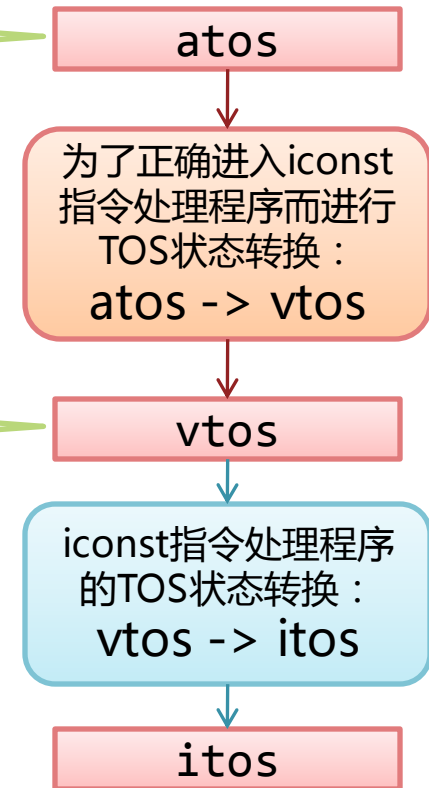 atos
为了正确进入iconst
指令处理程序而进行
TOS状态转换：
atos -> vtos
vtos
iconst指令处理程序
的TOS状态转换：
vtos -> itos
itos